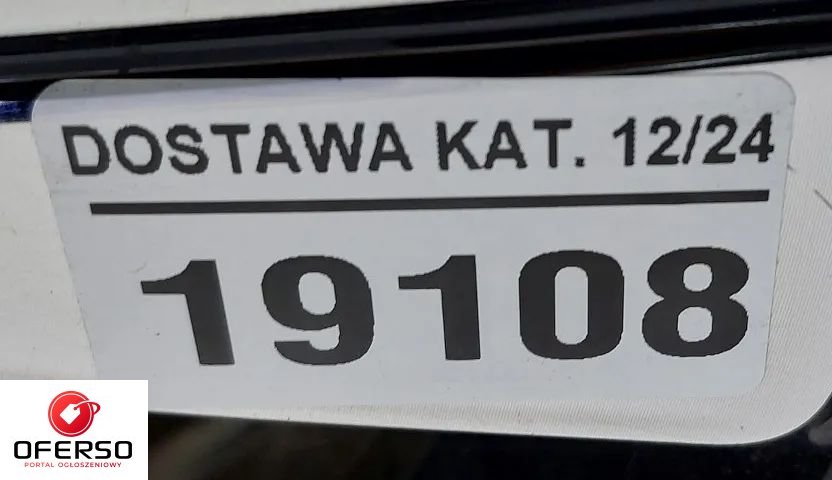 DOSTAWA KAT. 12/24
19108
OFERSO
PORTAL OGŁOSZENIOWY